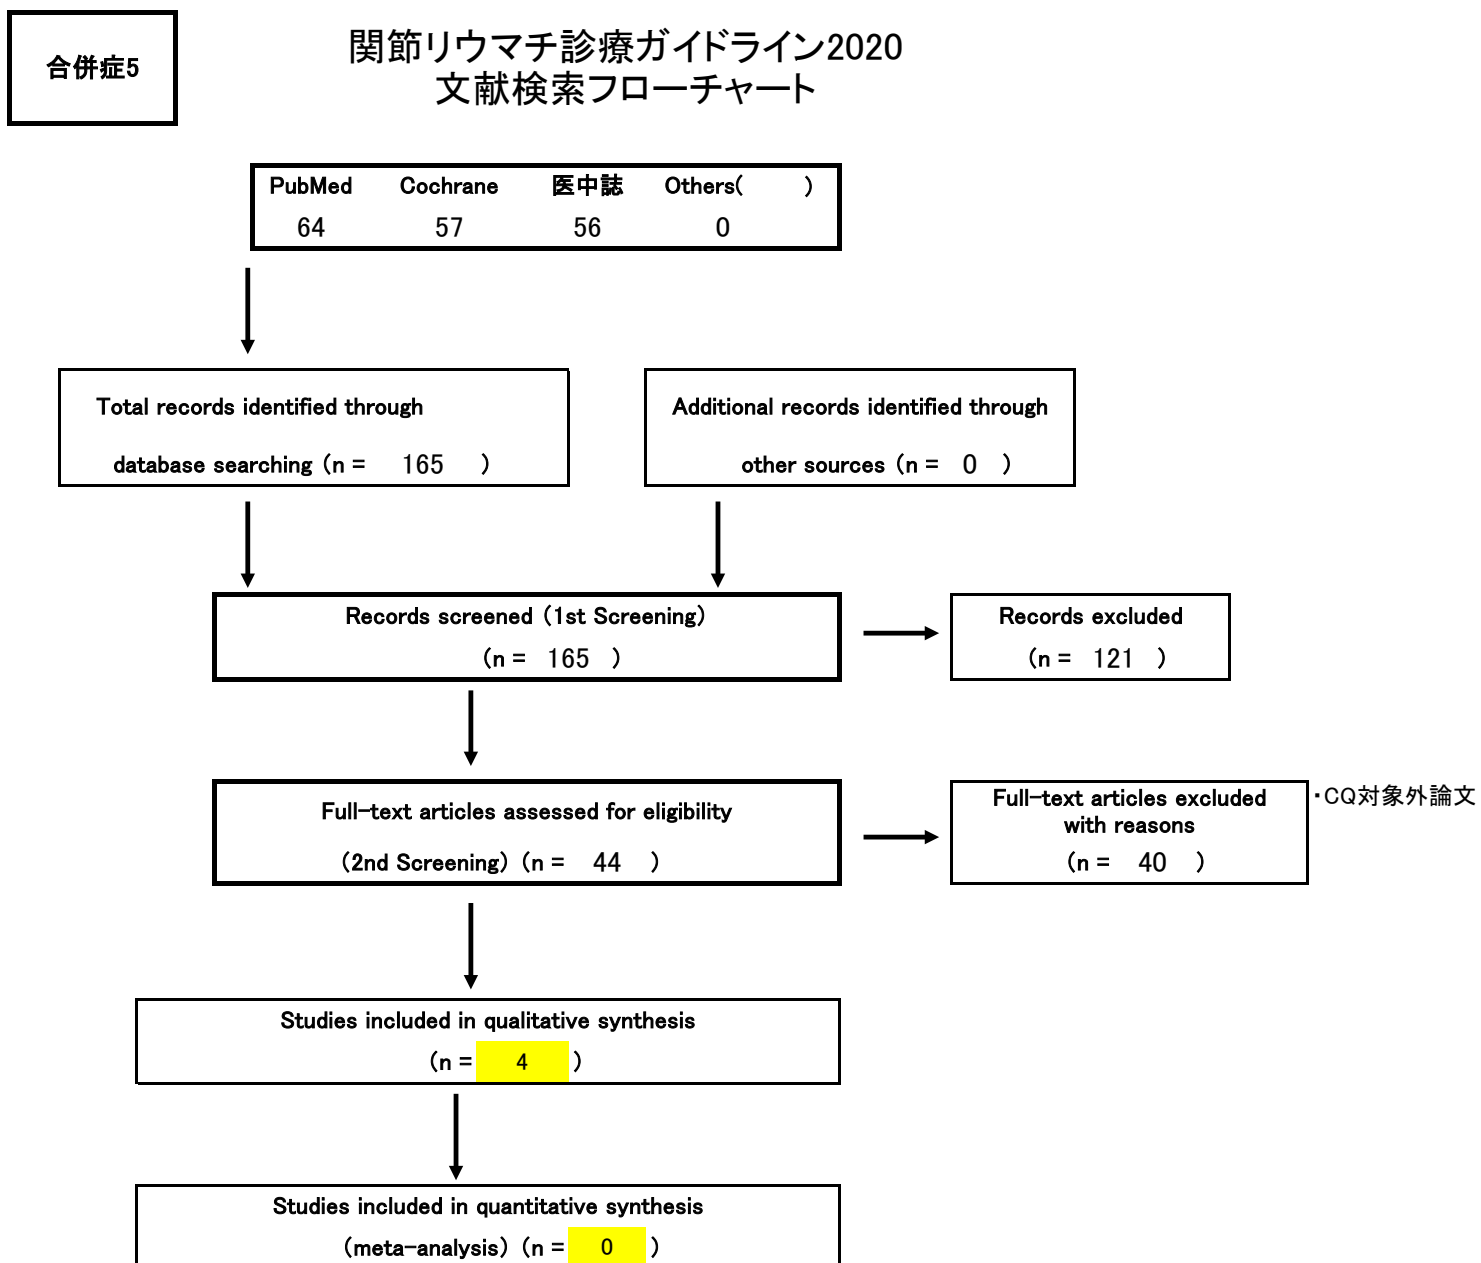 合併症5
関節リウマチ診療ガイドライン2020
文献検索フローチャート
PubMed Cochrane 医中誌 Others( )
64 57 56 0
Total records identified through
database searching (n = 165 )
Additional records identified through
other sources (n = 0 )
Records screened (1st Screening)
(n = 165 )
Records excluded
(n = 121 )
Full-text articles assessed for eligibility
(2nd Screening) (n = 44 )
Full-text articles excluded
with reasons
(n = 40 )
・CQ対象外論文
Studies included in qualitative synthesis
(n = 4 )
Studies included in quantitative synthesis
(meta-analysis) (n = 0 )